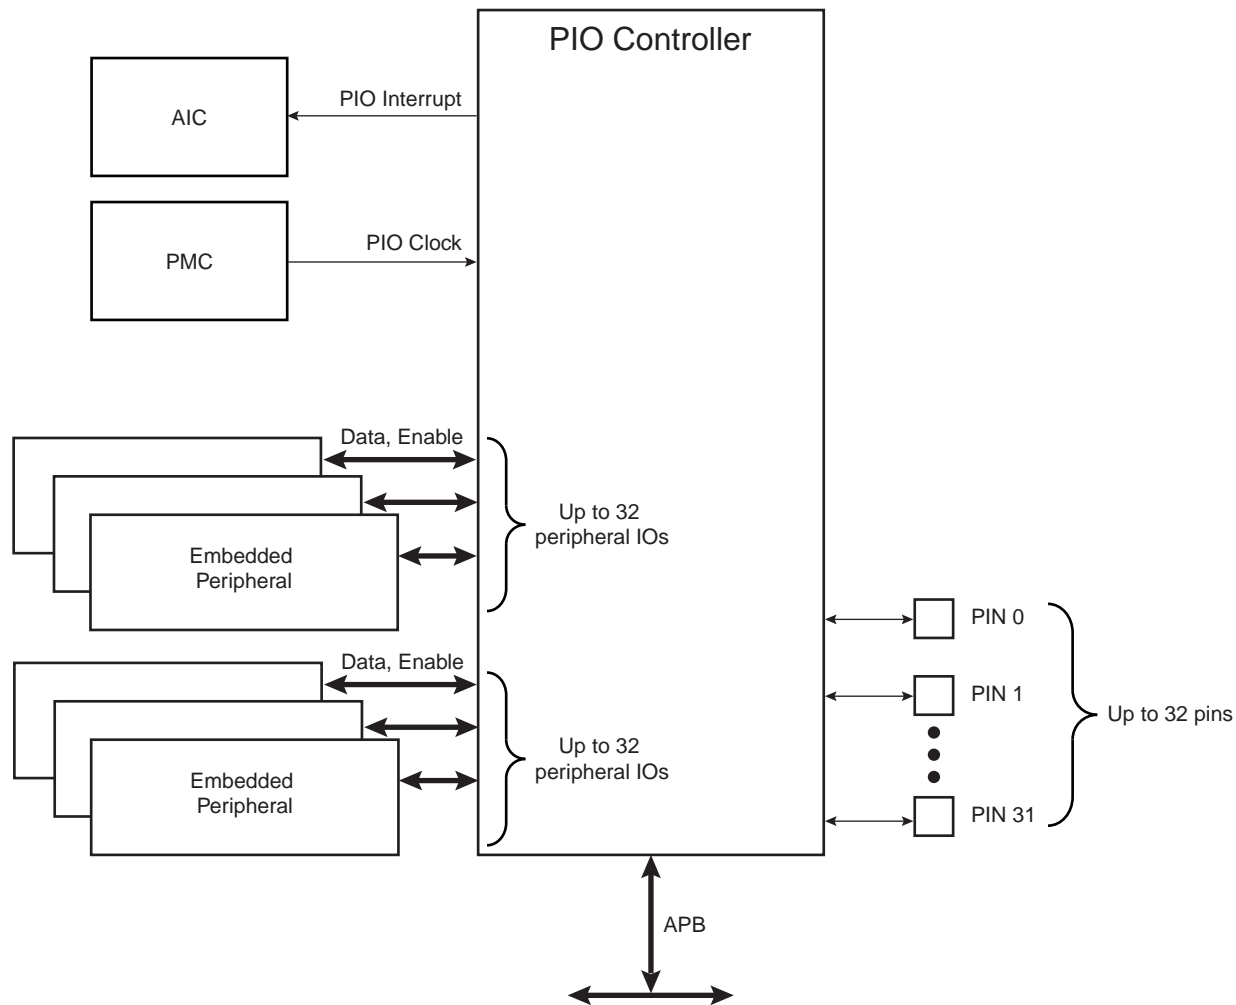 PIO Controller
PIO Interrupt
AIC
PIO Clock
PMC
Data, Enable
Up to 32
peripheral IOs
Embedded
Peripheral
PIN 0
Data, Enable
PIN 1
Up to 32 pins
Up to 32
peripheral IOs
Embedded
Peripheral
PIN 31
APB